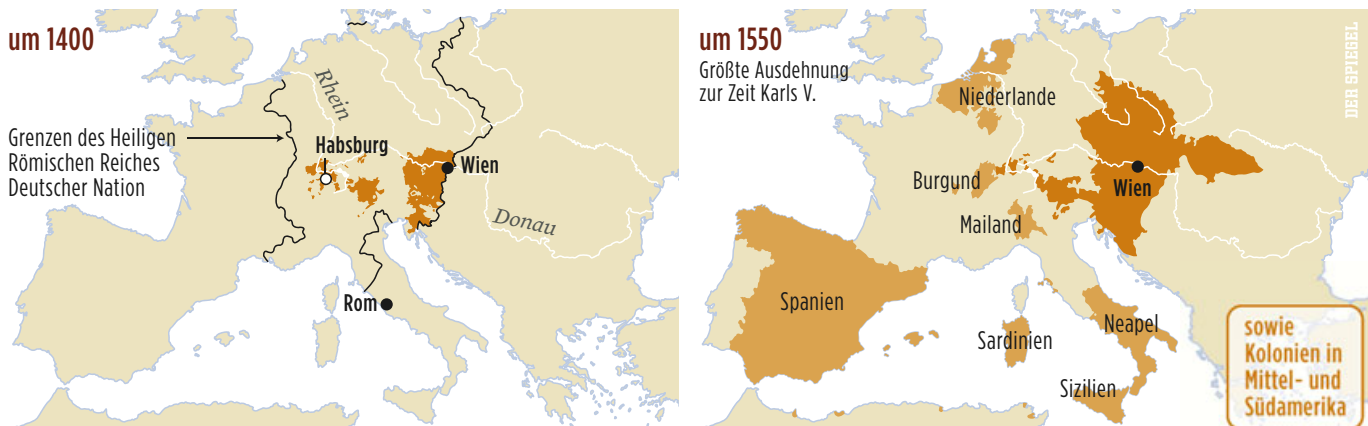 um 1400
Rhein
Grenzen des Heiligen
Römischen Reiches
Deutscher Nation
Habsburg
Wien
Donau
Rom
um 1550
Größte Ausdehnung
zur Zeit Karls V.
DER SPIEGEL
Niederlande
Burgund
Wien
Mailand
Spanien
Sardinien
Neapel
Sizilien
sowie
Kolonien in
Mittel- und
Südamerika